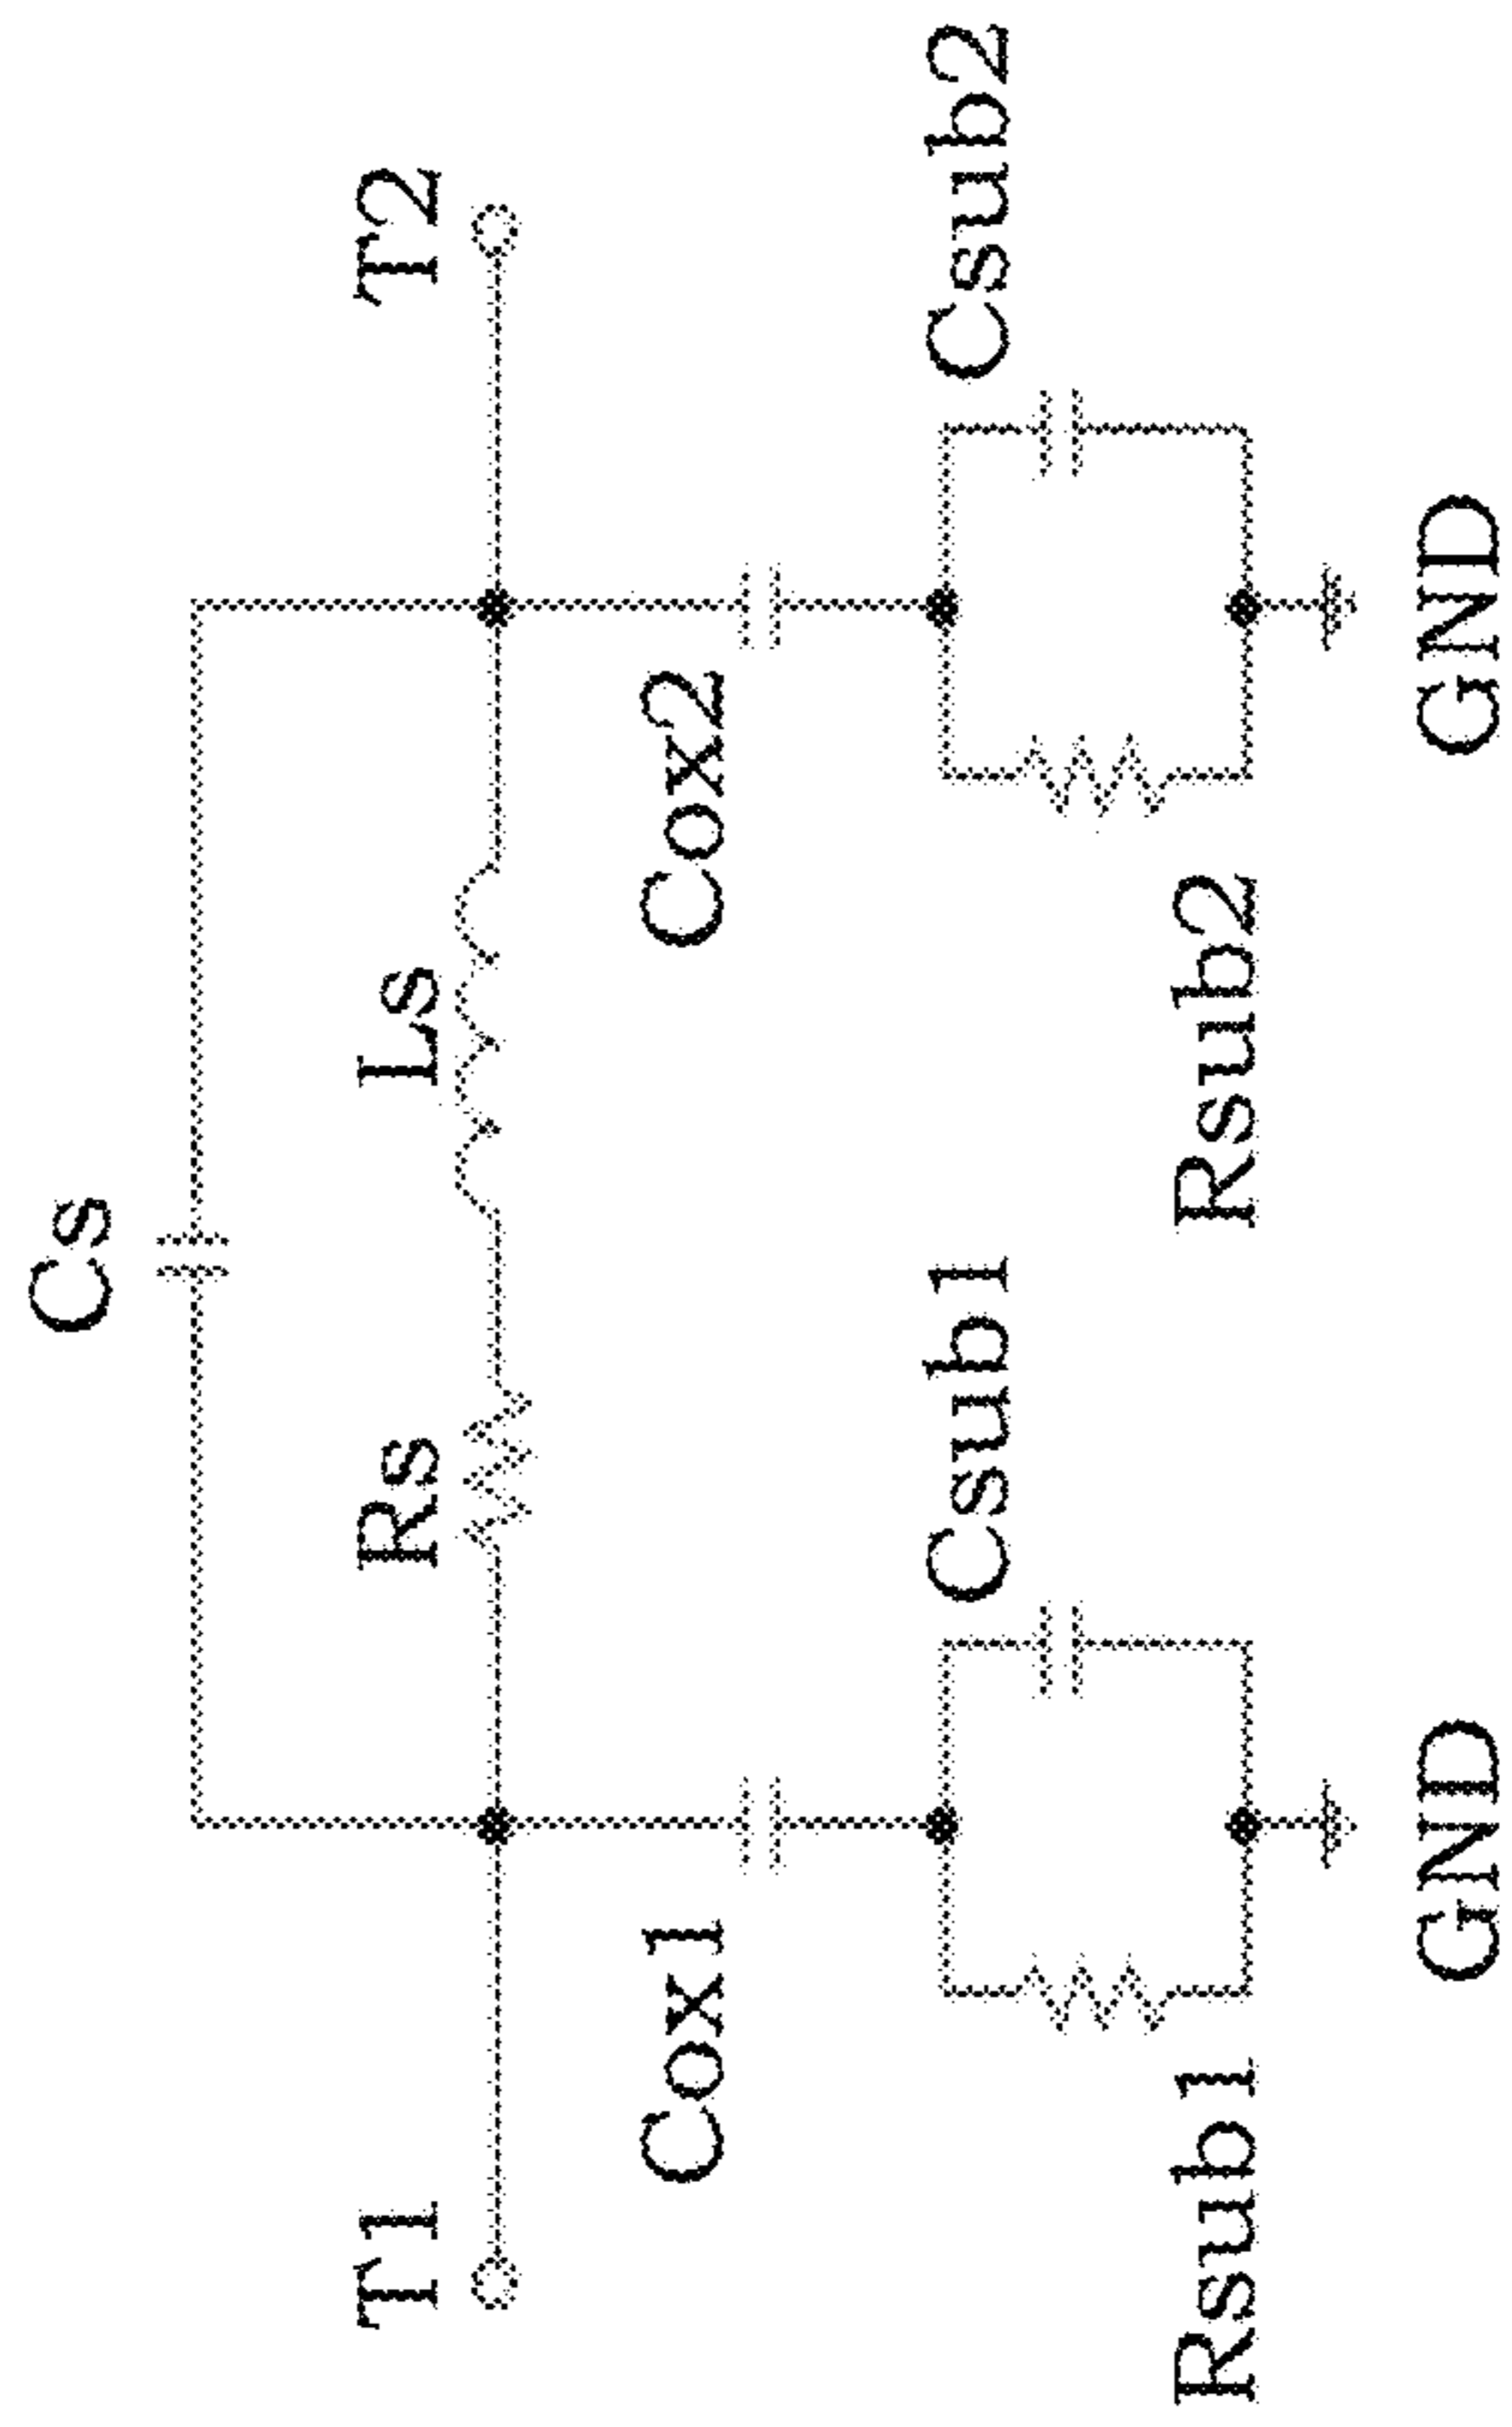 Cs
T1
Rs
Ls
T2
Cox1
Cox2
Csub1
Csub2
Rsub1
Rsub2
GND
GND